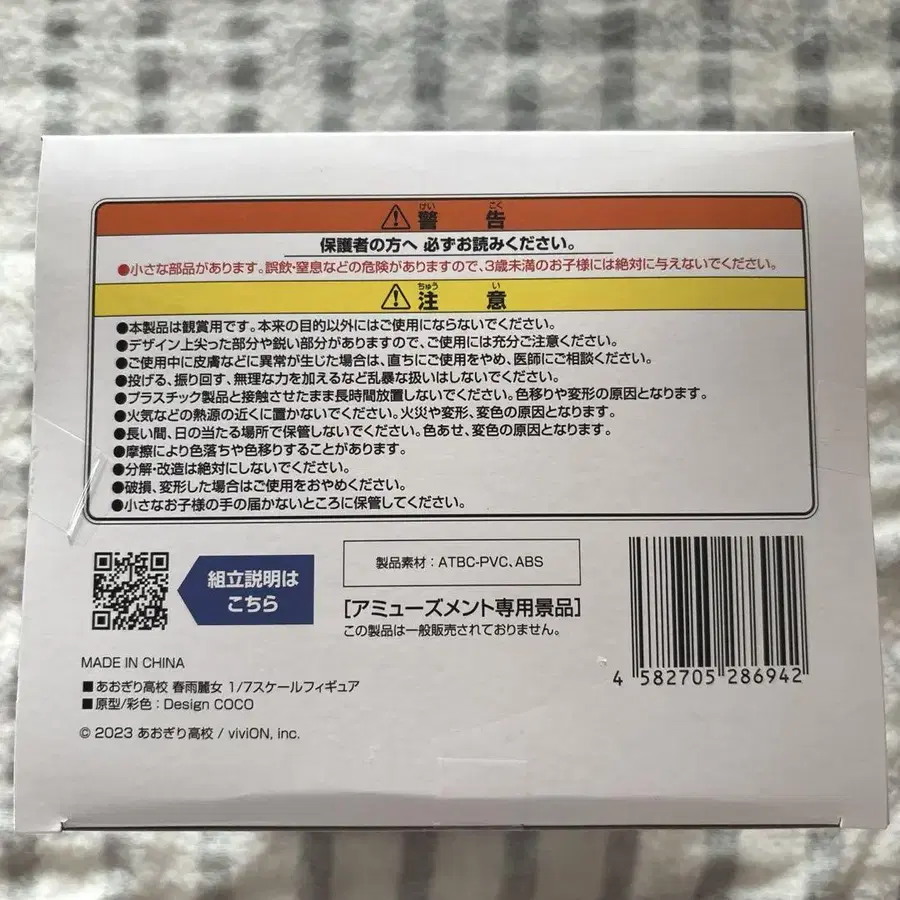 けい こく
⚠警告
保護者の方へ 必ずお読みください。
●小さな部品があります。誤飲・窒息などの危険がありますので、3歳未満のお子様には絶対に与えないでください。
ちゅう い
⚠注意
●本製品は観賞用です。本来の目的以外にはご使用にならないでください。
●デザイン上尖った部分や鋭い部分がありますので、ご使用には充分ご注意ください。
●ご使用中に皮膚などに異常が生じた場合は、直ちにご使用をやめ、医師にご相談ください。
●投げる、振り回す、無理な力を加えるなど乱暴な扱いはしないでください。
●プラスチック製品と接触させたまま長時間放置しないでください。色移りや変形の原因となります。
●火気などの熱源の近くに置かないでください。火災や変形、変色の原因となります。
●長い間、日の当たる場所で保管しないでください。色あせ、変色の原因となります。
●摩擦により色落ちや色移りすることがあります。
●分解・改造は絶対にしないでください。
●破損、変形した場合はご使用をおやめください。
●小さなお子様の手の届かないところに保管してください。
組立説明は
こちら
製品素材：ATBC-PVC、ABS
[アミューズメント専用景品]
この製品は一般販売されておりません。
4 582705 286942
MADE IN CHINA
■あおぎり高校 春雨麗女 1/7スケールフィギュア
■原型/彩色：Design COCO
© 2023 あおぎり高校 / viviON, inc.